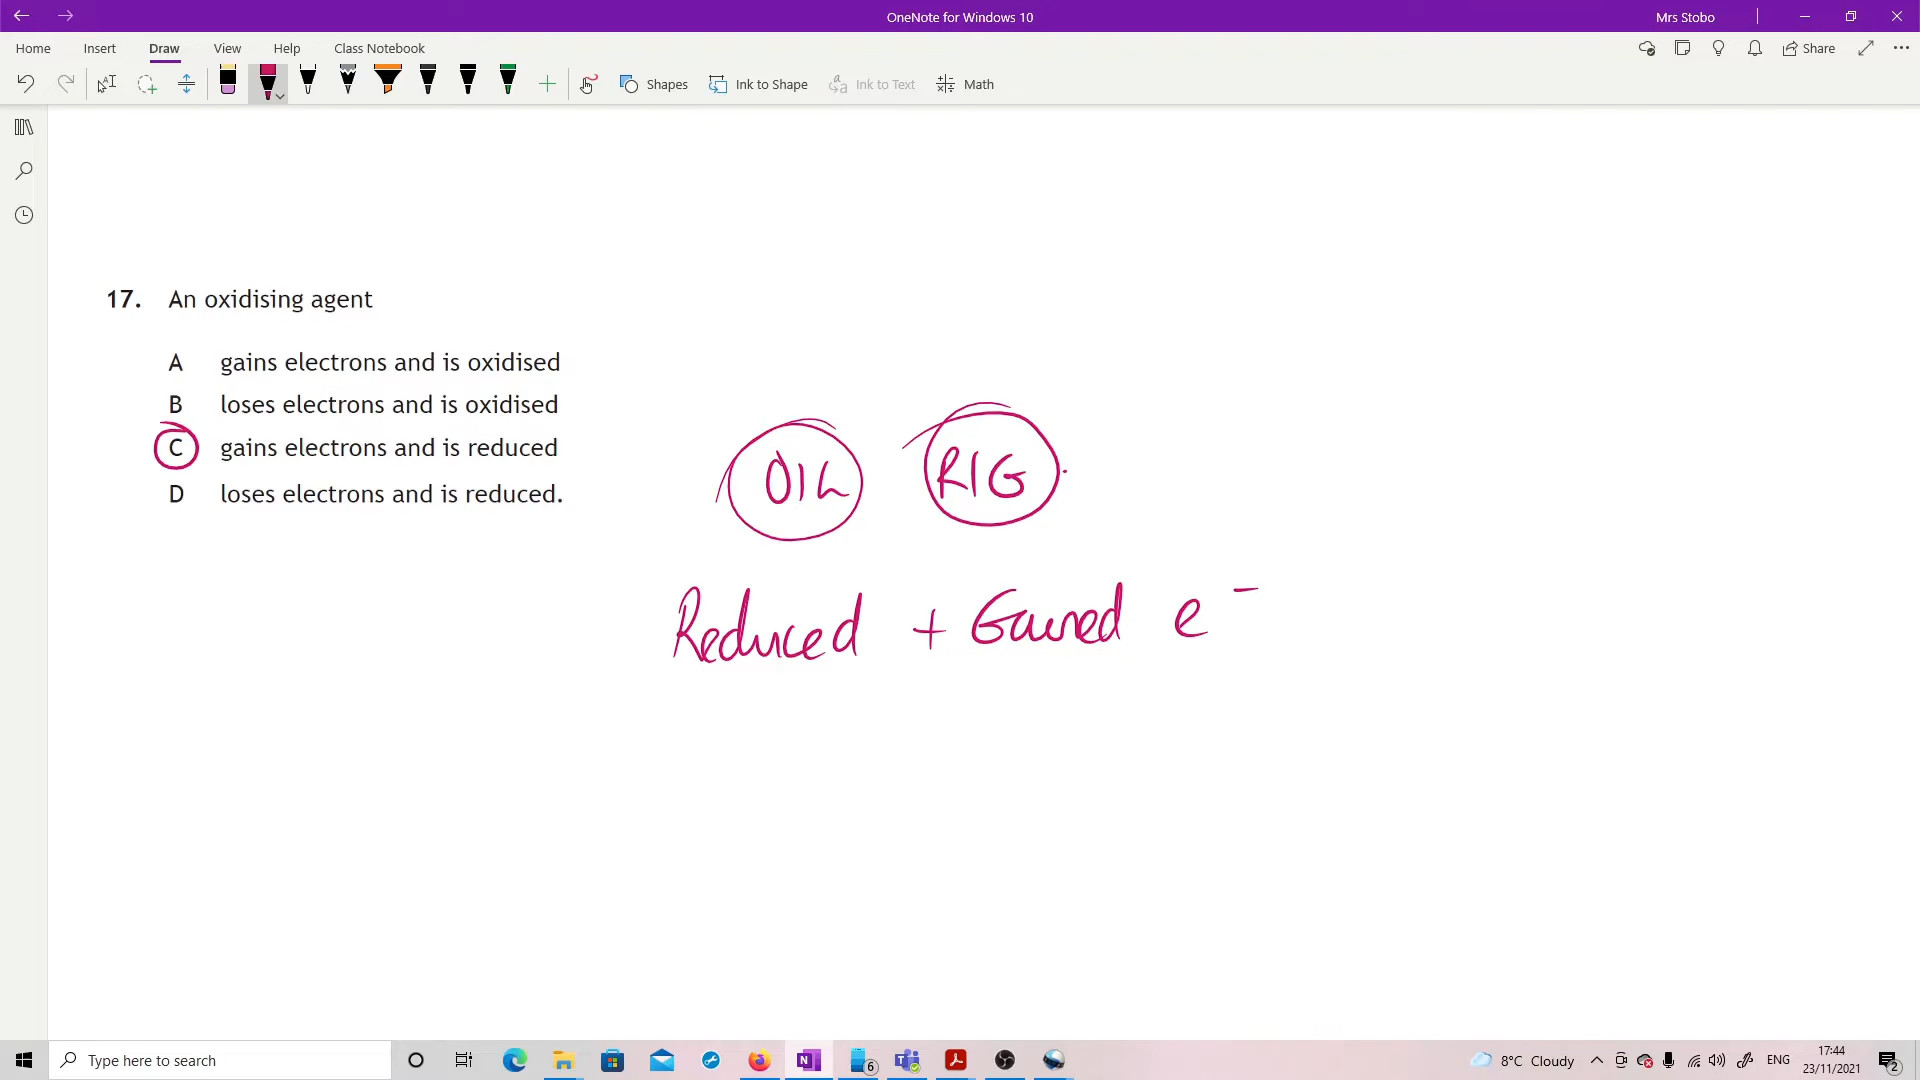 OneNote for Windows 10
Mrs Stobo
Home Insert Draw View Help Class Notebook
Share
Shapes Ink to Shape Ink to Text Math
17. An oxidising agent
A gains electrons and is oxidised
B loses electrons and is oxidised
C gains electrons and is reduced
D loses electrons and is reduced.
OIL RIG
Reduced + Gained e⁻
Type here to search
6
8°C Cloudy
ENG
17:44
23/11/2021
2